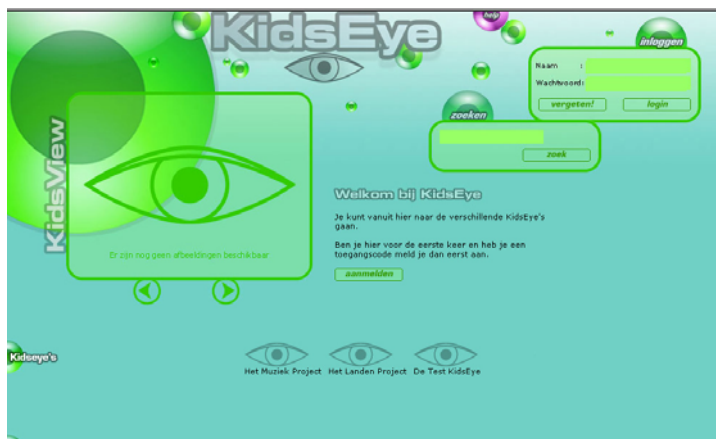 KidsEye
help
inloggen
Naam :
Wachtwoord:
vergeten! login
zoeken
zoek
KidsView
Er zijn nog geen afbeeldingen beschikbaar
Welkom bij KidsEye
Je kunt vanuit hier naar de verschillende KidsEye's
gaan.
Ben je hier voor de eerste keer en heb je een
toegangscode meld je dan eerst aan.
aanmelden
Kidseye's
Het Muziek Project Het Landen Project De Test KidsEye